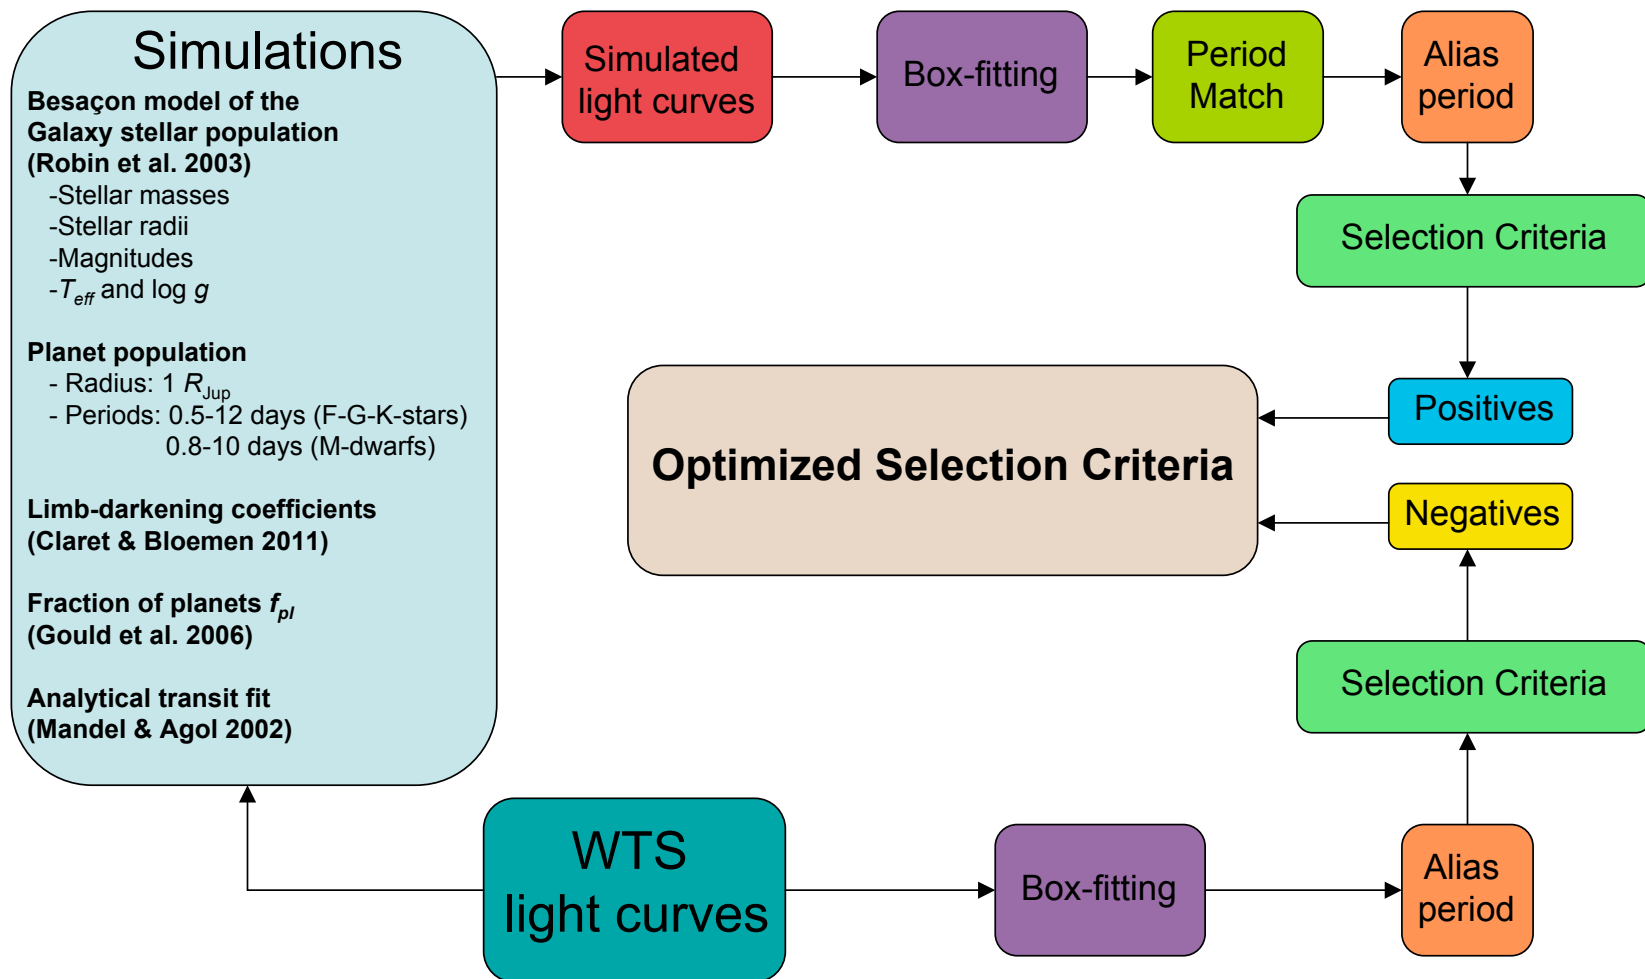 Simulations
Besaçon model of the
Galaxy stellar population
(Robin et al. 2003)
-Stellar masses
-Stellar radii
-Magnitudes
-T_eff and log g
Planet population
- Radius: 1 R_Jup
- Periods: 0.5-12 days (F-G-K-stars)
0.8-10 days (M-dwarfs)
Limb-darkening coefficients
(Claret & Bloemen 2011)
Fraction of planets f_pl
(Gould et al. 2006)
Analytical transit fit
(Mandel & Agol 2002)
Simulated
light curves
Box-fitting
Period
Match
Alias
period
Selection Criteria
Positives
Optimized Selection Criteria
Negatives
Selection Criteria
WTS
light curves
Box-fitting
Alias
period